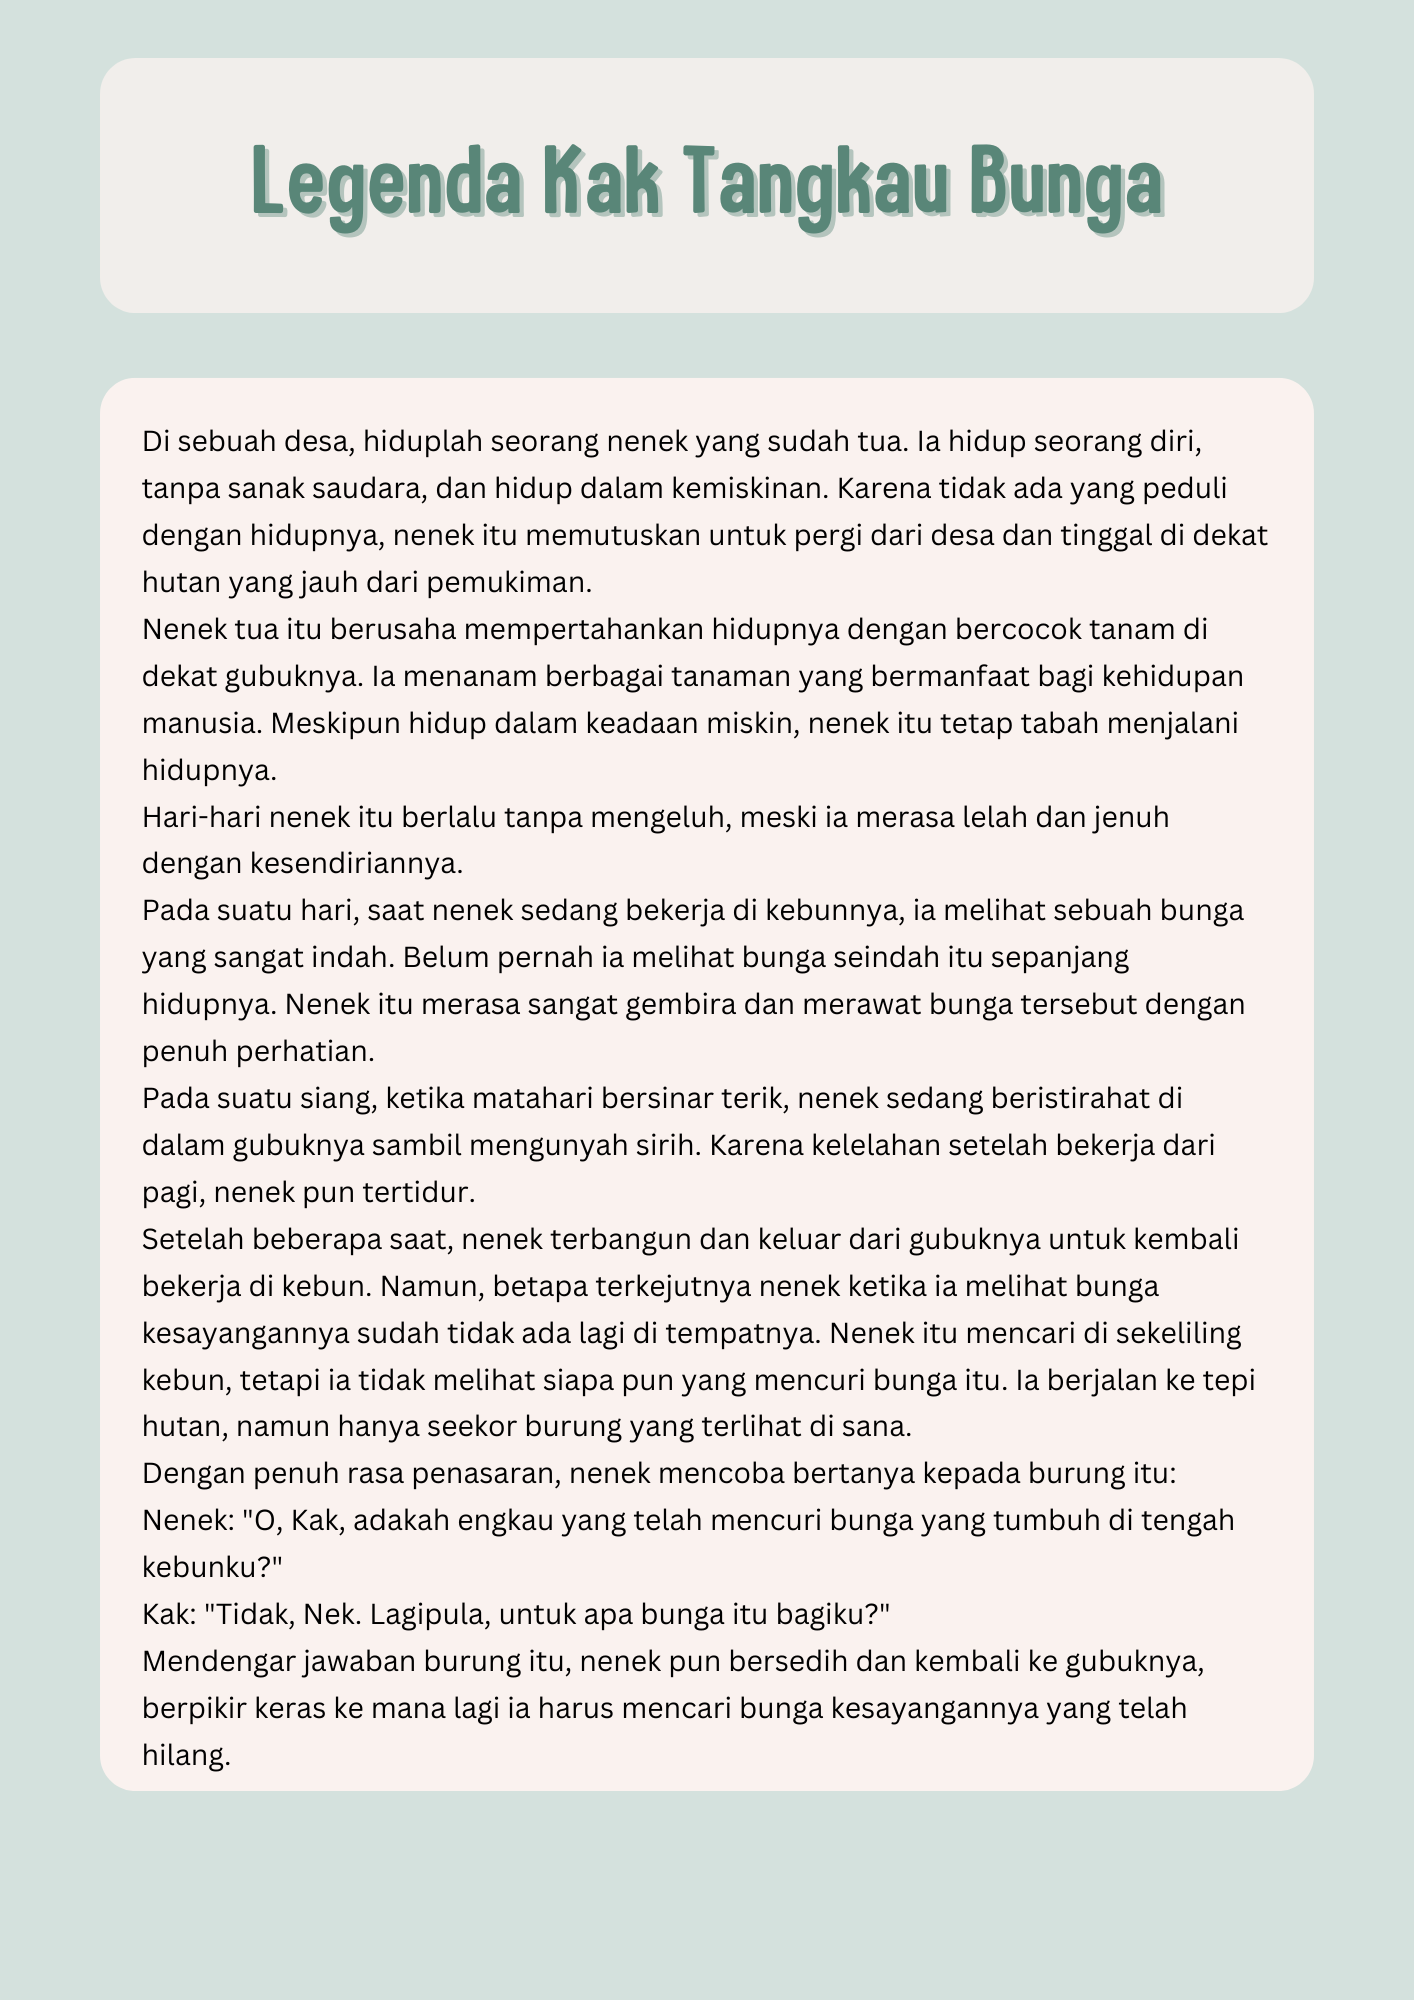 Legenda Kak Tangkau Bunga
Di sebuah desa, hiduplah seorang nenek yang sudah tua. Ia hidup seorang diri,
tanpa sanak saudara, dan hidup dalam kemiskinan. Karena tidak ada yang peduli
dengan hidupnya, nenek itu memutuskan untuk pergi dari desa dan tinggal di dekat
hutan yang jauh dari pemukiman.
Nenek tua itu berusaha mempertahankan hidupnya dengan bercocok tanam di
dekat gubuknya. Ia menanam berbagai tanaman yang bermanfaat bagi kehidupan
manusia. Meskipun hidup dalam keadaan miskin, nenek itu tetap tabah menjalani
hidupnya.
Hari-hari nenek itu berlalu tanpa mengeluh, meski ia merasa lelah dan jenuh
dengan kesendiriannya.
Pada suatu hari, saat nenek sedang bekerja di kebunnya, ia melihat sebuah bunga
yang sangat indah. Belum pernah ia melihat bunga seindah itu sepanjang
hidupnya. Nenek itu merasa sangat gembira dan merawat bunga tersebut dengan
penuh perhatian.
Pada suatu siang, ketika matahari bersinar terik, nenek sedang beristirahat di
dalam gubuknya sambil mengunyah sirih. Karena kelelahan setelah bekerja dari
pagi, nenek pun tertidur.
Setelah beberapa saat, nenek terbangun dan keluar dari gubuknya untuk kembali
bekerja di kebun. Namun, betapa terkejutnya nenek ketika ia melihat bunga
kesayangannya sudah tidak ada lagi di tempatnya. Nenek itu mencari di sekeliling
kebun, tetapi ia tidak melihat siapa pun yang mencuri bunga itu. Ia berjalan ke tepi
hutan, namun hanya seekor burung yang terlihat di sana.
Dengan penuh rasa penasaran, nenek mencoba bertanya kepada burung itu:
Nenek: "O, Kak, adakah engkau yang telah mencuri bunga yang tumbuh di tengah
kebunku?"
Kak: "Tidak, Nek. Lagipula, untuk apa bunga itu bagiku?"
Mendengar jawaban burung itu, nenek pun bersedih dan kembali ke gubuknya,
berpikir keras ke mana lagi ia harus mencari bunga kesayangannya yang telah
hilang.